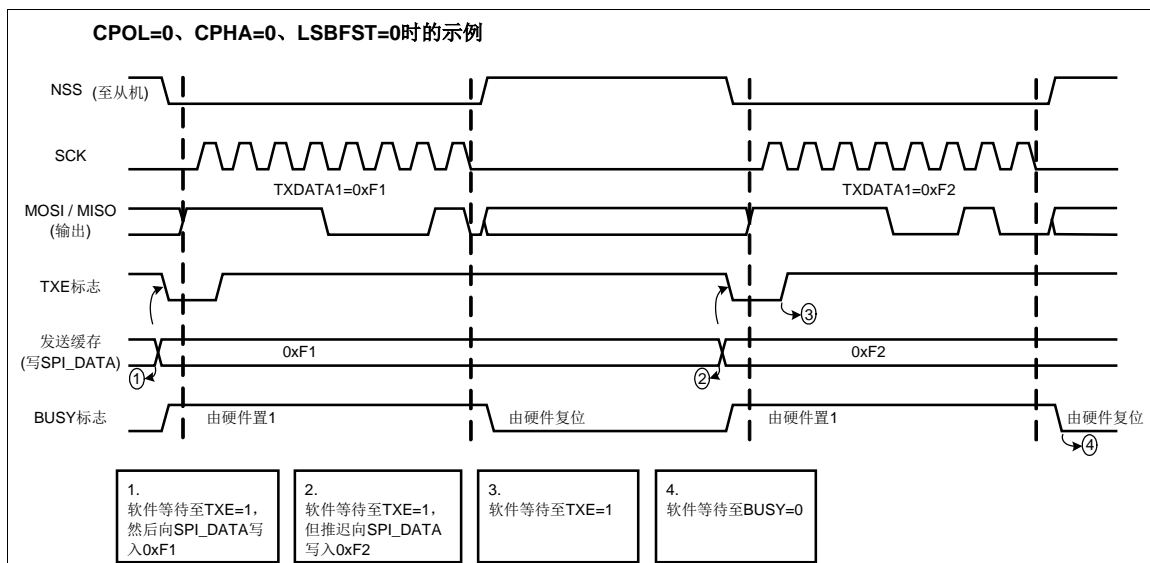 CPOL=0、CPHA=0、LSBFST=0时的示例
NSS (至从机)
SCK
TXDATA1=0xF1
TXDATA1=0xF2
MOSI / MISO
(输出)
TXE标志
③
发送缓存
(写SPI_DATA)
0xF1
0xF2
①
②
BUSY标志
由硬件置1
由硬件复位
由硬件置1
由硬件复位
④
1.
软件等待至TXE=1，
然后向SPI_DATA写
入0xF1
2.
软件等待至TXE=1，
但推迟向SPI_DATA
写入0xF2
3.
软件等待至TXE=1
4.
软件等待至BUSY=0